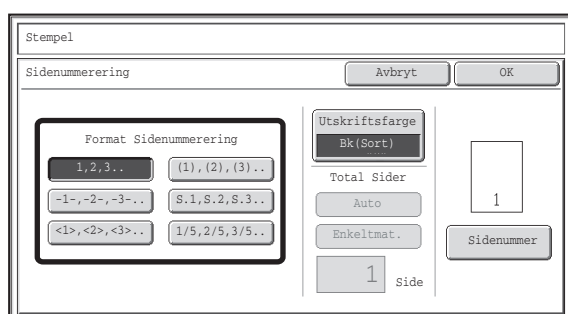 Stempel
Sidenummerering
Avbryt
OK
Format Sidenummerering
1,2,3..
(1),(2),(3)..
-1-,-2-,-3-..
S.1,S.2,S.3..
<1>,<2>,<3>..
1/5,2/5,3/5..
Utskriftsfarge
Bk(Sort)
Total Sider
Auto
Enkeltmat.
1 Side
1
Sidenummer